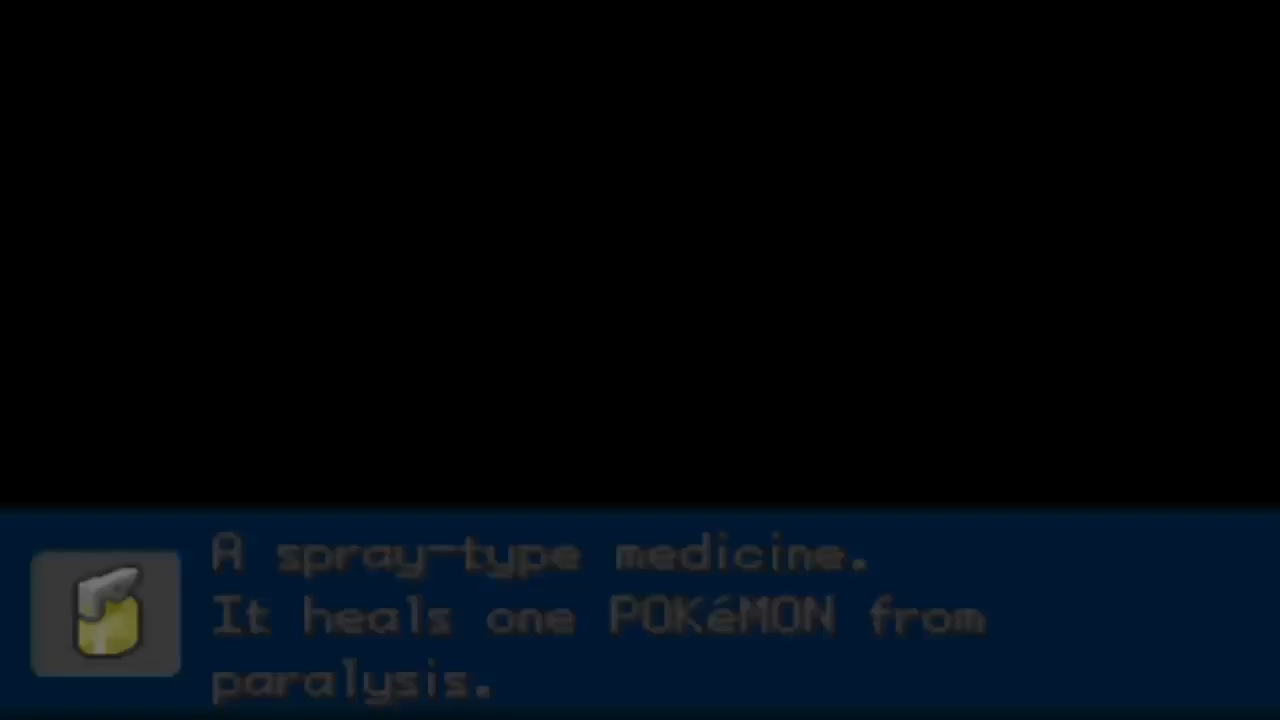 A spray-type medicine.
It heals one POKéMON from
paralysis.